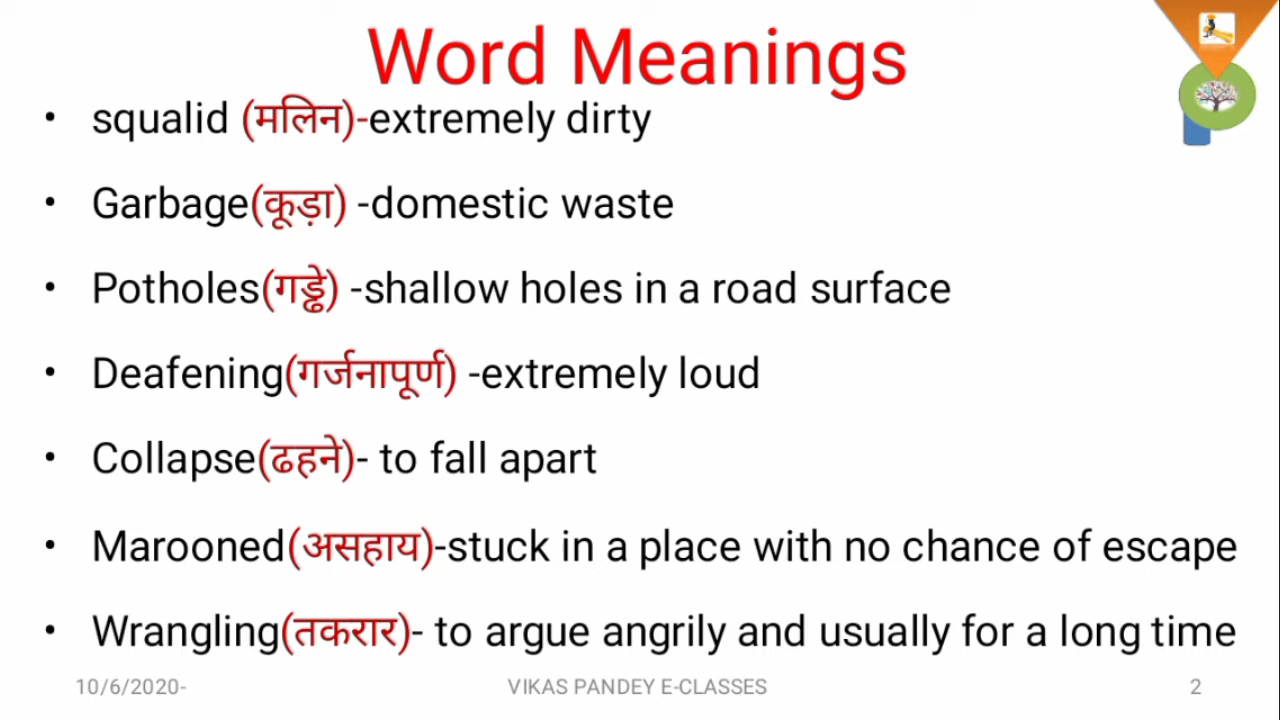 Word Meanings
• squalid (मलिन)-extremely dirty
• Garbage(कूड़ा) -domestic waste
• Potholes(गड्ढे) -shallow holes in a road surface
• Deafening(गर्जनापूर्ण) -extremely loud
• Collapse(ढहने)- to fall apart
• Marooned(असहाय)-stuck in a place with no chance of escape
• Wrangling(तकरार)- to argue angrily and usually for a long time
10/6/2020- VIKAS PANDEY E-CLASSES 2